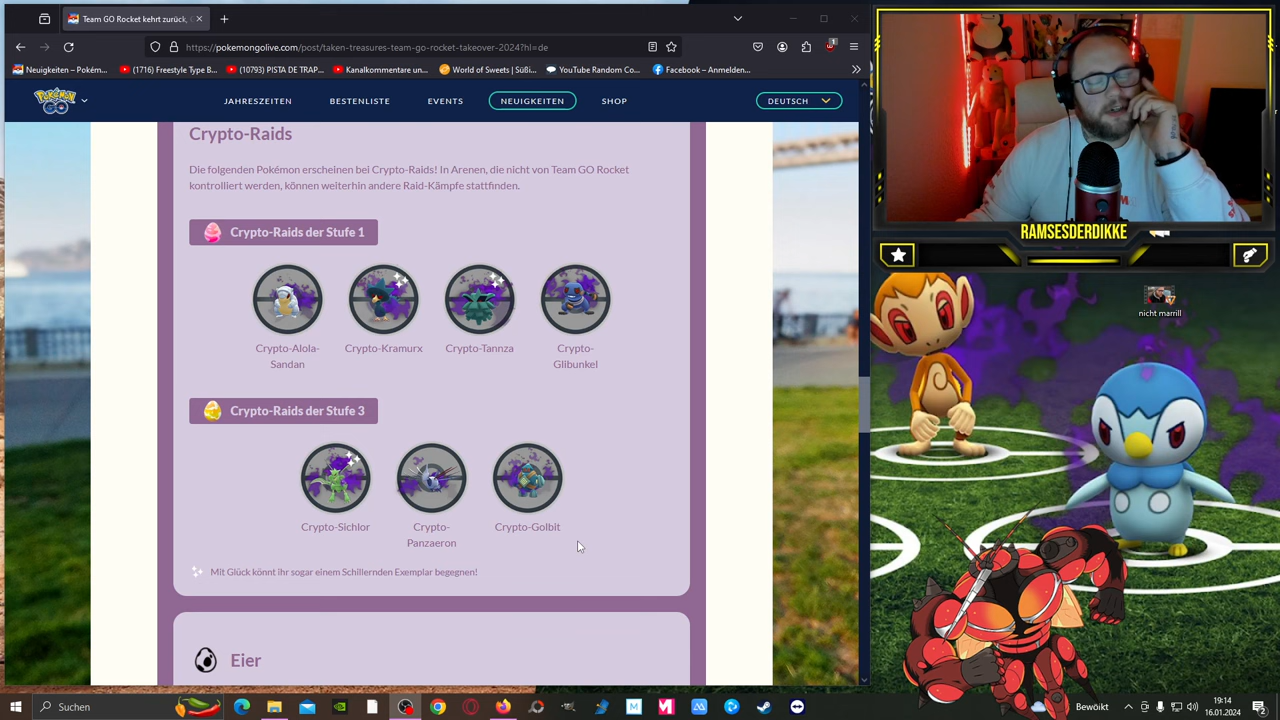 Team GO Rocket kehrt zurück,
https://pokemongolive.com/post/taken-treasures-team-go-rocket-takeover-2024?hl=de
1
Neuigkeiten – Pokém...
(1716) Freestyle Type B...
(10793) PISTA DE TRAP...
Kanalkommentare un...
World of Sweets | Süßi...
YouTube Random Co...
Facebook – Anmelden...
POKÉMON GO
JAHRESZEITEN
BESTENLISTE
EVENTS
NEUIGKEITEN
SHOP
DEUTSCH
Crypto-Raids
Die folgenden Pokémon erscheinen bei Crypto-Raids! In Arenen, die nicht von Team GO Rocket
kontrolliert werden, können weiterhin andere Raid-Kämpfe stattfinden.
Crypto-Raids der Stufe 1
Crypto-Alola-
Sandan
Crypto-Kramurx
Crypto-Tannza
Crypto-
Glibunkel
Crypto-Raids der Stufe 3
Crypto-Sichlor
Crypto-
Panzaeron
Crypto-Golbit
Mit Glück könnt ihr sogar einem Schillernden Exemplar begegnen!
Eier
RAMSESDERDIKKE
nicht marrill
Suchen
Bewölkt
19:14
16.01.2024
2